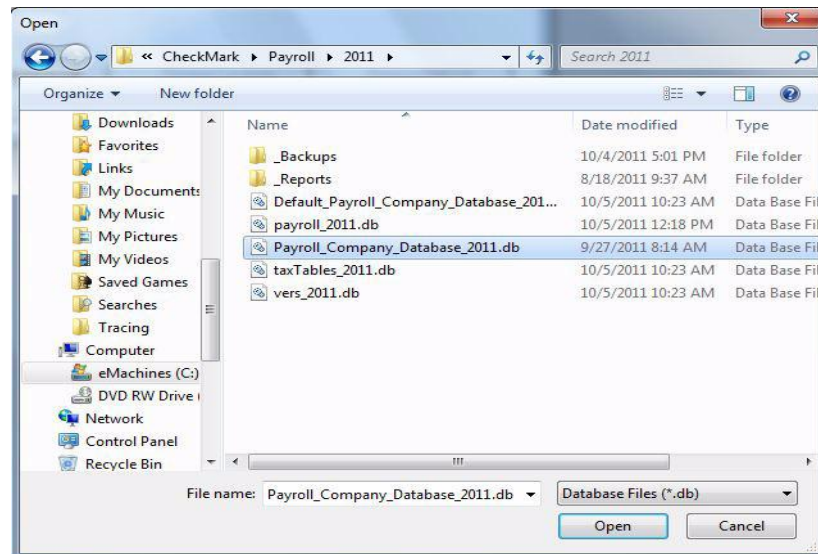 Open
« CheckMark ▸ Payroll ▸ 2011 ▸
Search 2011
Organize
New folder
Downloads
Favorites
Links
My Documents
My Music
My Pictures
My Videos
Saved Games
Searches
Tracing
Computer
eMachines (C:)
DVD RW Drive (
Network
Control Panel
Recycle Bin
Name Date modified Type
_Backups 10/4/2011 5:01 PM File folder
_Reports 8/18/2011 9:37 AM File folder
Default_Payroll_Company_Database_201... 10/5/2011 10:23 AM Data Base Fil
payroll_2011.db 10/5/2011 12:18 PM Data Base Fil
Payroll_Company_Database_2011.db 9/27/2011 8:14 AM Data Base Fil
taxTables_2011.db 10/5/2011 10:23 AM Data Base Fil
vers_2011.db 10/5/2011 10:23 AM Data Base Fil
File name: Payroll_Company_Database_2011.db Database Files (*.db)
Open Cancel